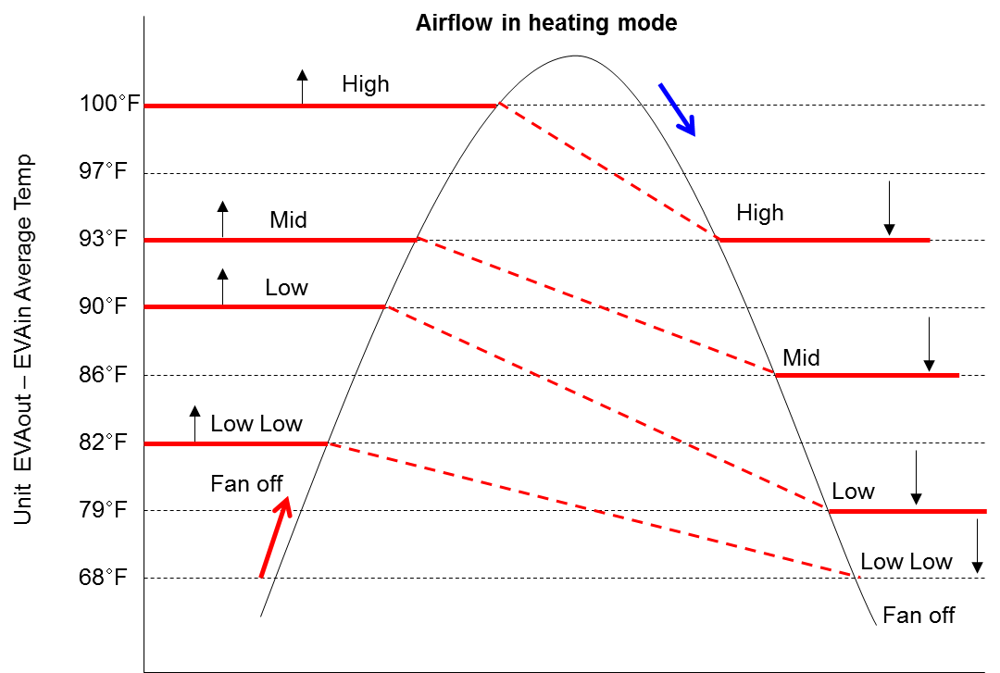 Airflow in heating mode
Unit EVAout – EVAin Average Temp
High
100°F
97°F
Mid
High
93°F
Low
90°F
Mid
86°F
Low Low
82°F
Fan off
Low
79°F
Low Low
68°F
Fan off